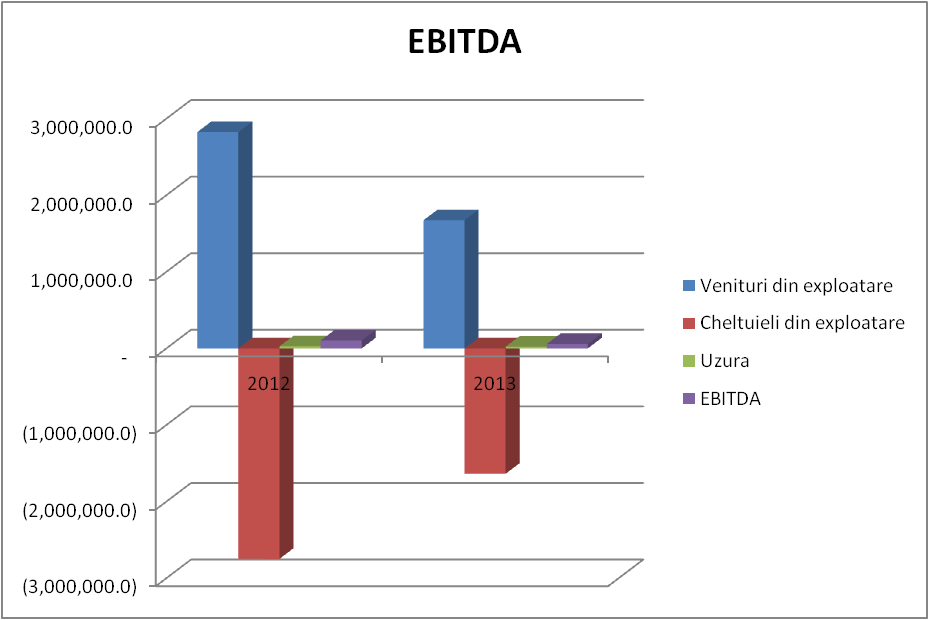 EBITDA
3,000,000.0
2,000,000.0
1,000,000.0
-
(1,000,000.0)
(2,000,000.0)
(3,000,000.0)
2012
2013
Venituri din exploatare
Cheltuieli din exploatare
Uzura
EBITDA